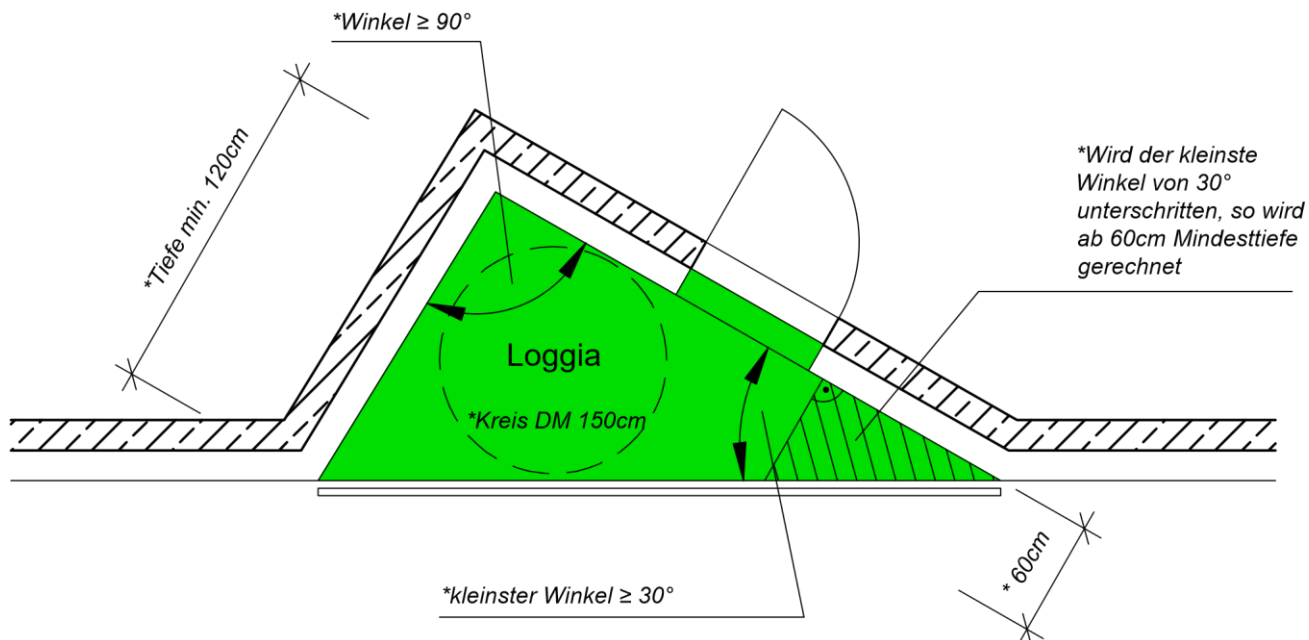 *Winkel ≥ 90°
*Tiefe min. 120cm
*Wird der kleinste
Winkel von 30°
unterschritten, so wird
ab 60cm Mindesttiefe
gerechnet
Loggia
*Kreis DM 150cm
*kleinster Winkel ≥ 30°
* 60cm